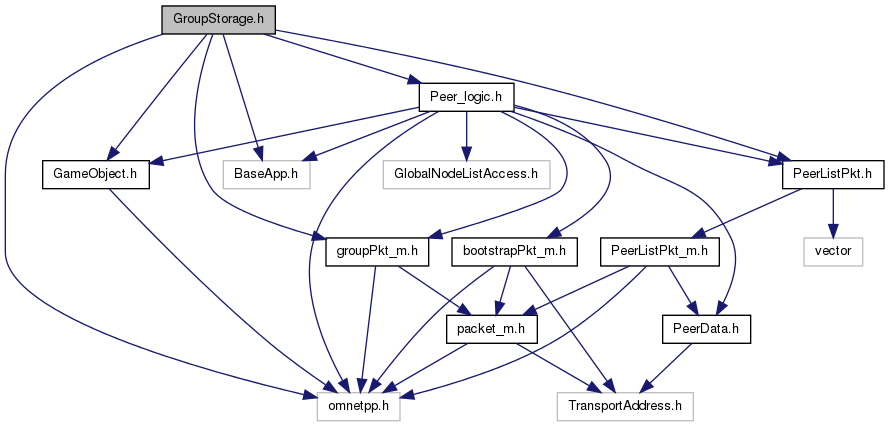 GroupStorage.h
Peer_logic.h
GameObject.h
BaseApp.h
GlobalNodeListAccess.h
PeerListPkt.h
groupPkt_m.h
bootstrapPkt_m.h
PeerListPkt_m.h
vector
packet_m.h
PeerData.h
omnetpp.h
TransportAddress.h